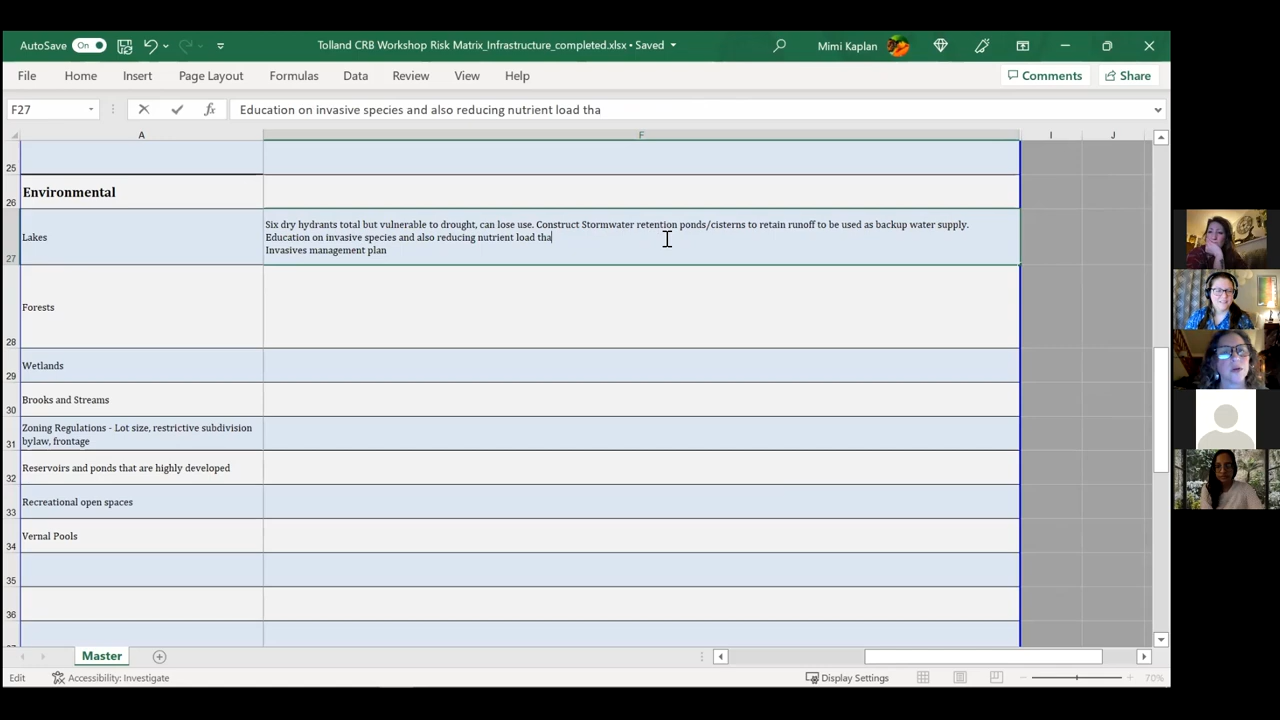 AutoSave On Tolland CRB Workshop Risk Matrix_Infrastructure_completed.xlsx • Saved Mimi Kaplan
File Home Insert Page Layout Formulas Data Review View Help Comments Share
F27 fx Education on invasive species and also reducing nutrient load tha
A F I J
25
26 Environmental
27 Lakes
Six dry hydrants total but vulnerable to drought, can lose use. Construct Stormwater retention ponds/cisterns to retain runoff to be used as backup water supply.
Education on invasive species and also reducing nutrient load tha
Invasives management plan
28 Forests
29 Wetlands
30 Brooks and Streams
31 Zoning Regulations - Lot size, restrictive subdivision
bylaw, frontage
32 Reservoirs and ponds that are highly developed
33 Recreational open spaces
34 Vernal Pools
35
36
Master
Edit Accessibility: Investigate Display Settings 70%